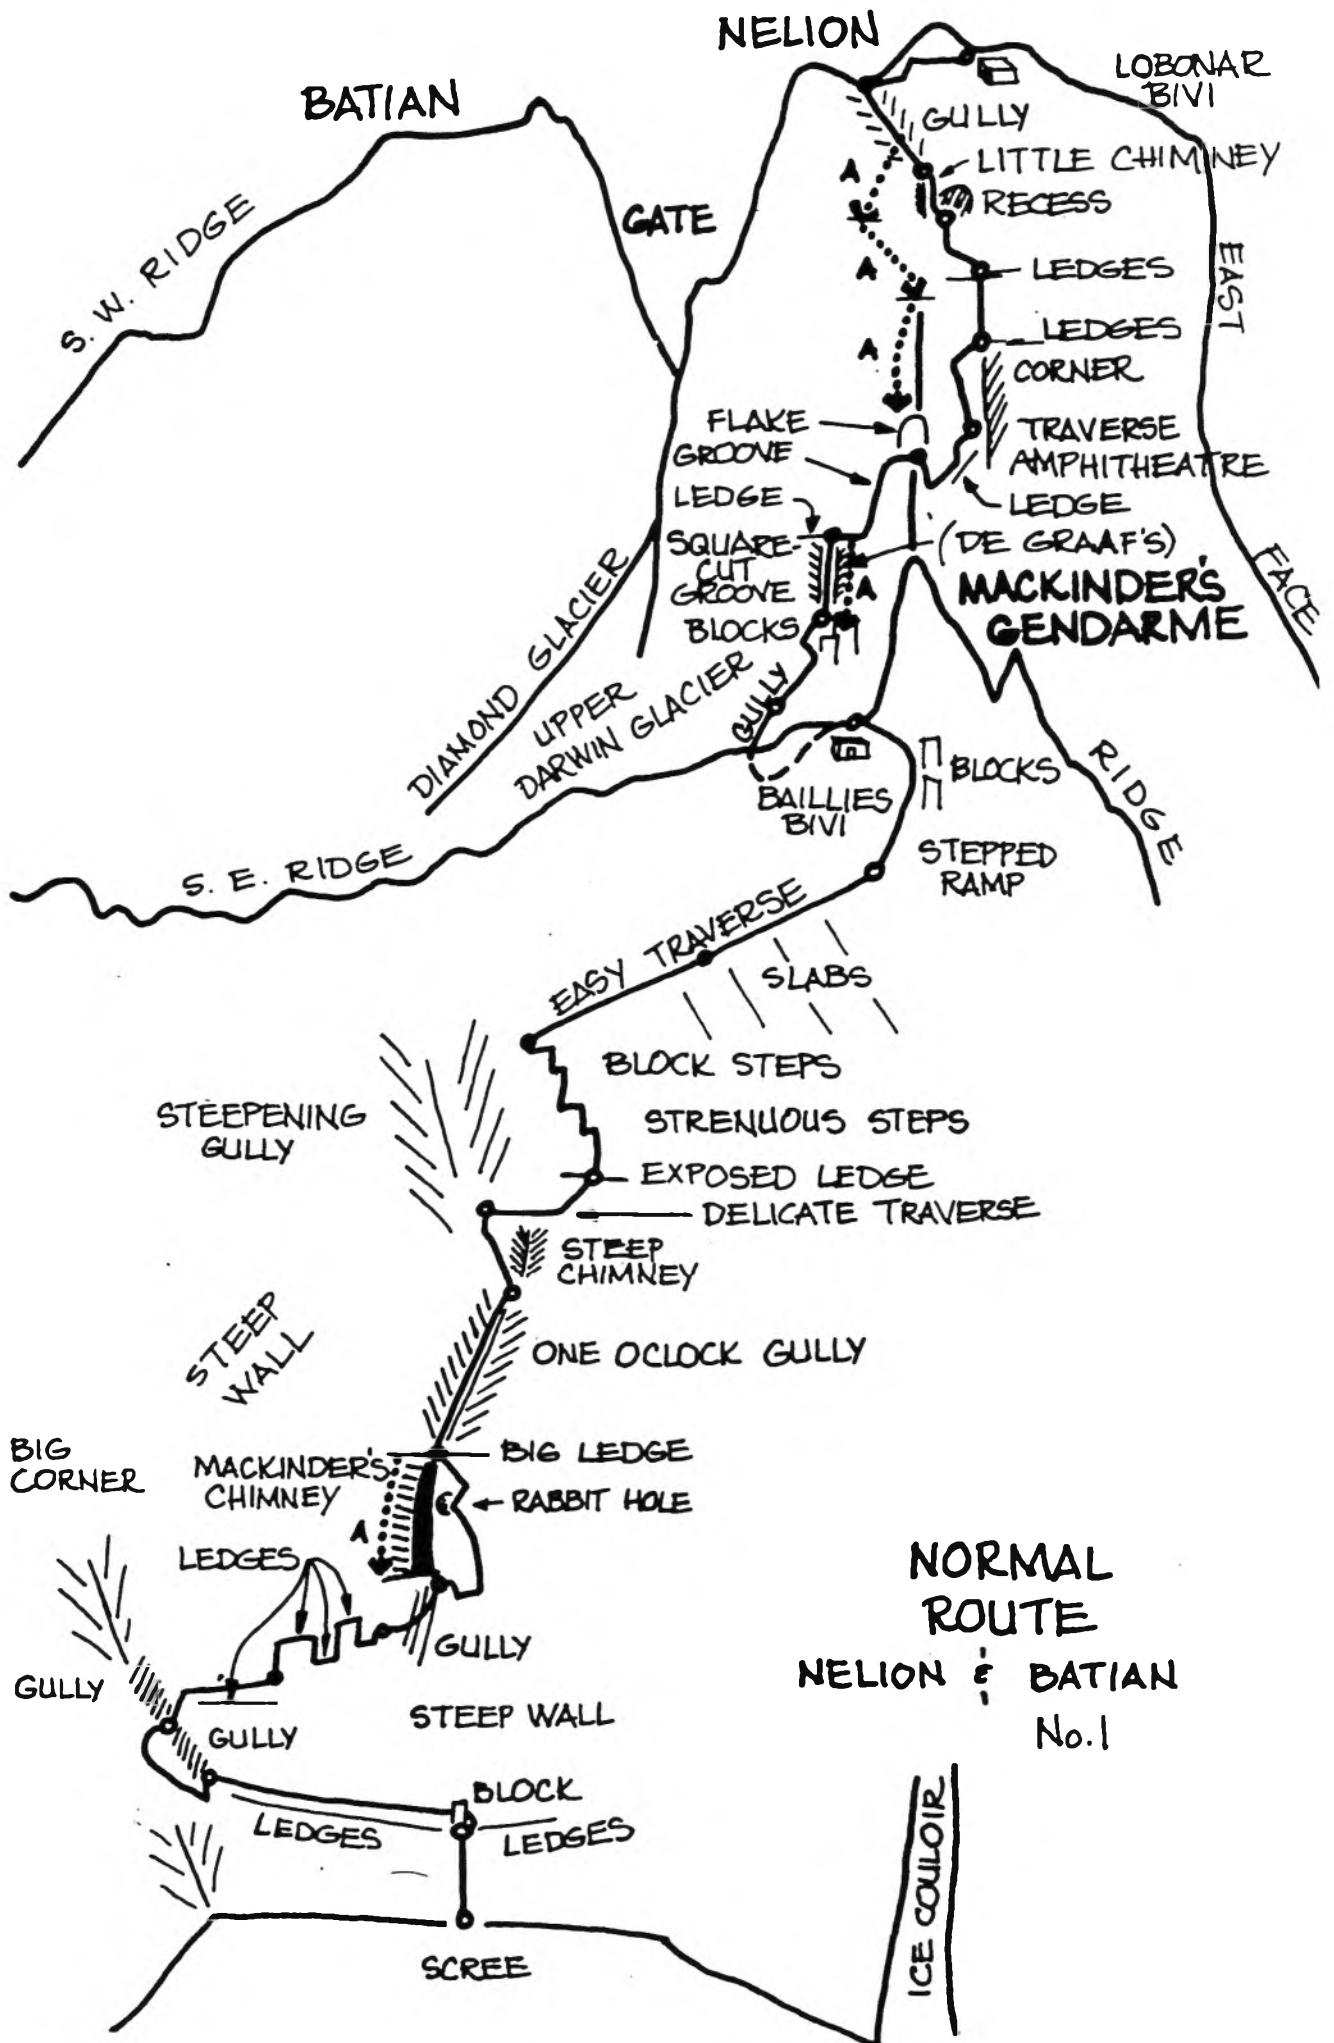 NELION
BATIAN
LOBONAR
BIVI
GULLY
A
LITTLE CHIMNEY
RECESS
S. W. RIDGE
GATE
A
LEDGES
EAST
LEDGES
A
CORNER
FLAKE
TRAVERSE
GROOVE
AMPHITHEATRE
LEDGE
LEDGE
SQUARE-
CUT
GROOVE
(DE GRAAF'S)
A
MACKINDER'S
GENDARME
FACE
BLOCKS
DIAMOND GLACIER
UPPER
DARWIN GLACIER
GULLY
BLOCKS
RIDGE
BAILLIES
BIVI
S. E. RIDGE
STEPPED
RAMP
EASY TRAVERSE
SLABS
BLOCK STEPS
STEEPENING
GULLY
STRENUOUS STEPS
EXPOSED LEDGE
DELICATE TRAVERSE
STEEP
CHIMNEY
STEEP
WALL
ONE OCLOCK GULLY
BIG
CORNER
MACKINDER'S
CHIMNEY
BIG LEDGE
RABBIT HOLE
A
LEDGES
GULLY
NORMAL
ROUTE
NELION & BATIAN
No. 1
GULLY
GULLY
STEEP WALL
BLOCK
LEDGES
LEDGES
SCREE
ICE COULOIR